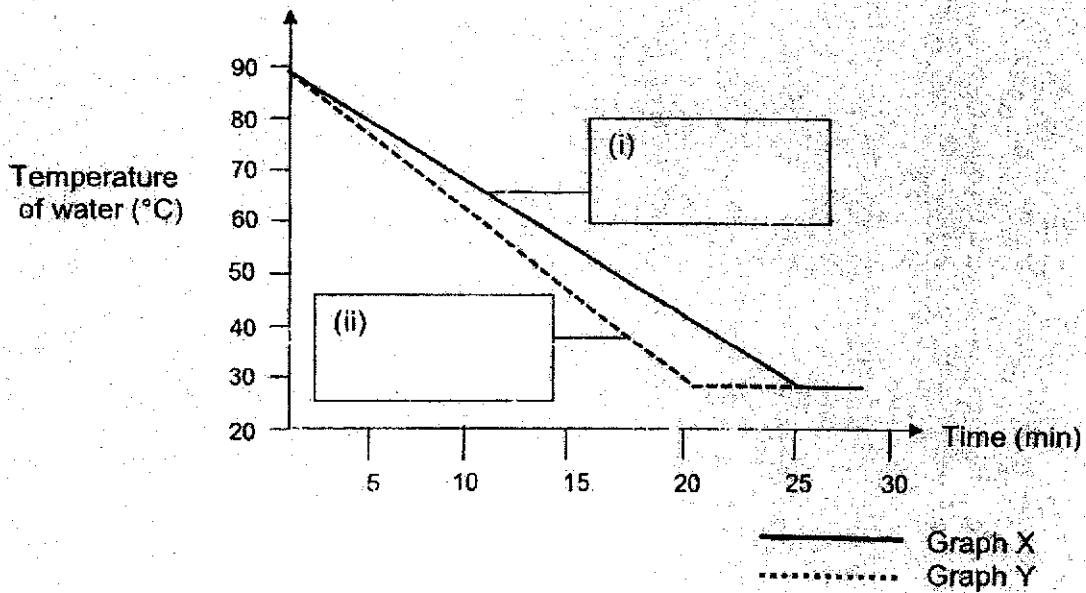 90
80
(i)
70
Temperature
of water (°C)
60
50
40
(ii)
30
20
Time (min)
5 10 15 20 25 30
Graph X
Graph Y